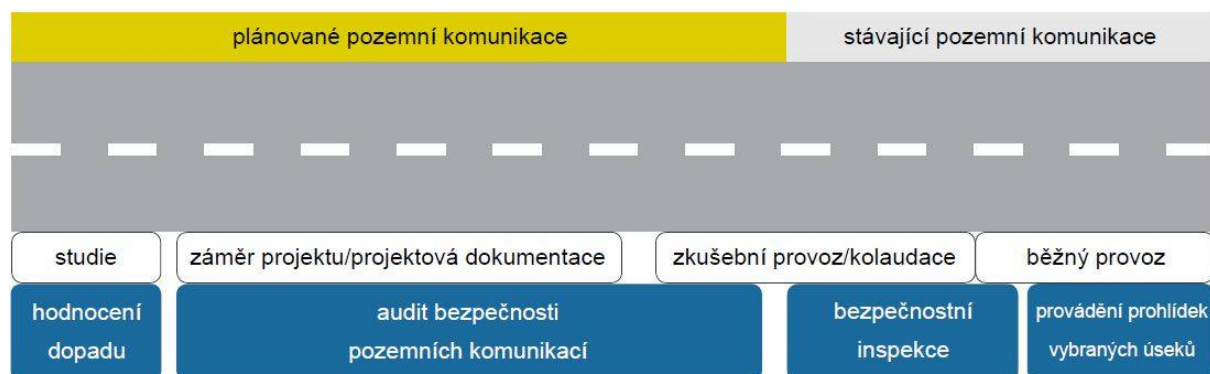 plánované pozemní komunikace
stávající pozemní komunikace
studie
záměr projektu/projektová dokumentace
zkušební provoz/kolaudace
běžný provoz
hodnocení
dopadu
audit bezpečnosti
pozemních komunikací
bezpečnostní
inspekce
provádění prohlídek
vybraných úseků